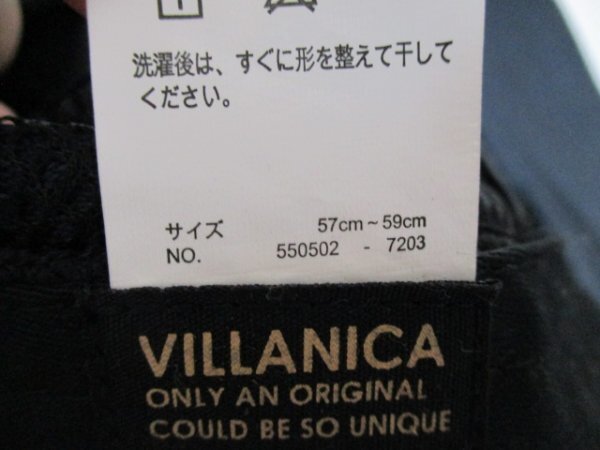 洗濯後は、すぐに形を整えて干して
ください。
サイズ 57cm～59cm
NO. 550502 - 7203
VILLANICA
ONLY AN ORIGINAL
COULD BE SO UNIQUE